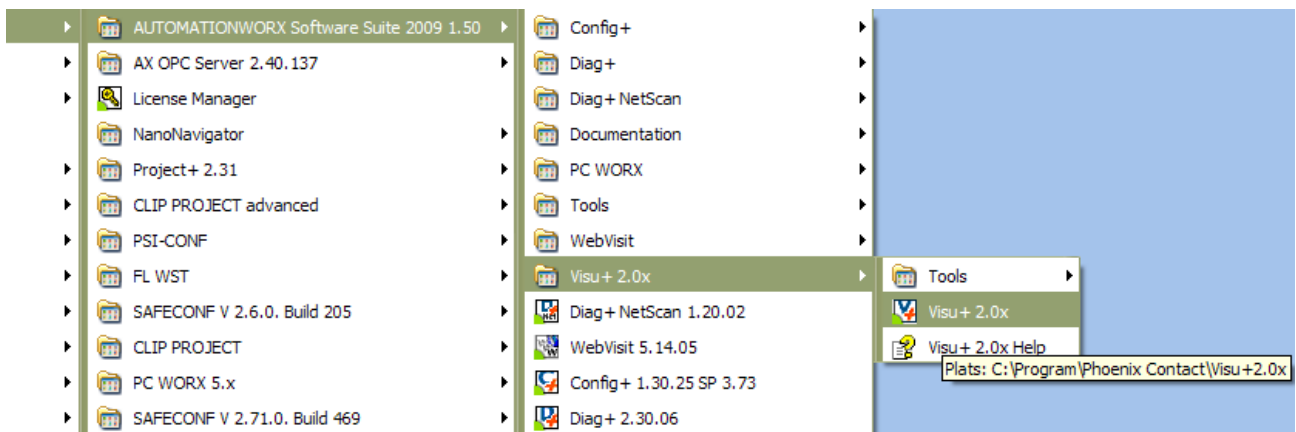 AUTOMATIONWORX Software Suite 2009 1.50
AX OPC Server 2.40.137
License Manager
NanoNavigator
Project+ 2.31
CLIP PROJECT advanced
PSI-CONF
FL WST
SAFECONF V 2.6.0. Build 205
CLIP PROJECT
PC WORX 5.x
SAFECONF V 2.71.0. Build 469
Config+
Diag+
Diag+ NetScan
Documentation
PC WORX
Tools
WebVisit
Visu+ 2.0x
Diag+ NetScan 1.20.02
WebVisit 5.14.05
Config+ 1.30.25 SP 3.73
Diag+ 2.30.06
Tools
Visu+ 2.0x
Visu+ 2.0x Help
Plats: C:\Program\Phoenix Contact\Visu+2.0x